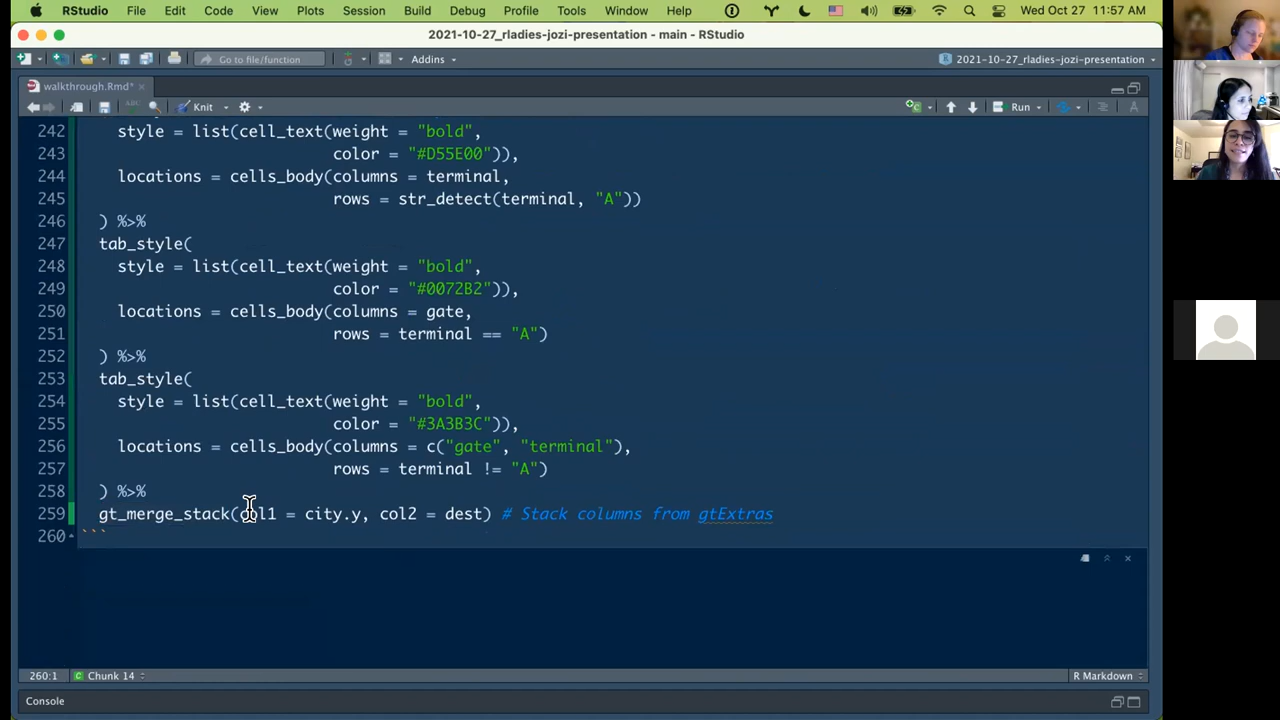 RStudio File Edit Code View Plots Session Build Debug Profile Tools Window Help Wed Oct 27 11:57 AM
2021-10-27_rladies-jozi-presentation - main - RStudio
Go to file/function Addins 2021-10-27_rladies-jozi-presentation
walkthrough.Rmd*
Knit Run
242 style = list(cell_text(weight = "bold",
243 color = "#D55E00")),
244 locations = cells_body(columns = terminal,
245 rows = str_detect(terminal, "A"))
246 ) %>%
247 tab_style(
248 style = list(cell_text(weight = "bold",
249 color = "#0072B2")),
250 locations = cells_body(columns = gate,
251 rows = terminal == "A")
252 ) %>%
253 tab_style(
254 style = list(cell_text(weight = "bold",
255 color = "#3A3B3C")),
256 locations = cells_body(columns = c("gate", "terminal"),
257 rows = terminal != "A")
258 ) %>%
259 gt_merge_stack(col1 = city.y, col2 = dest) # Stack columns from gtExtras
260 ```
260:1 Chunk 14 R Markdown
Console